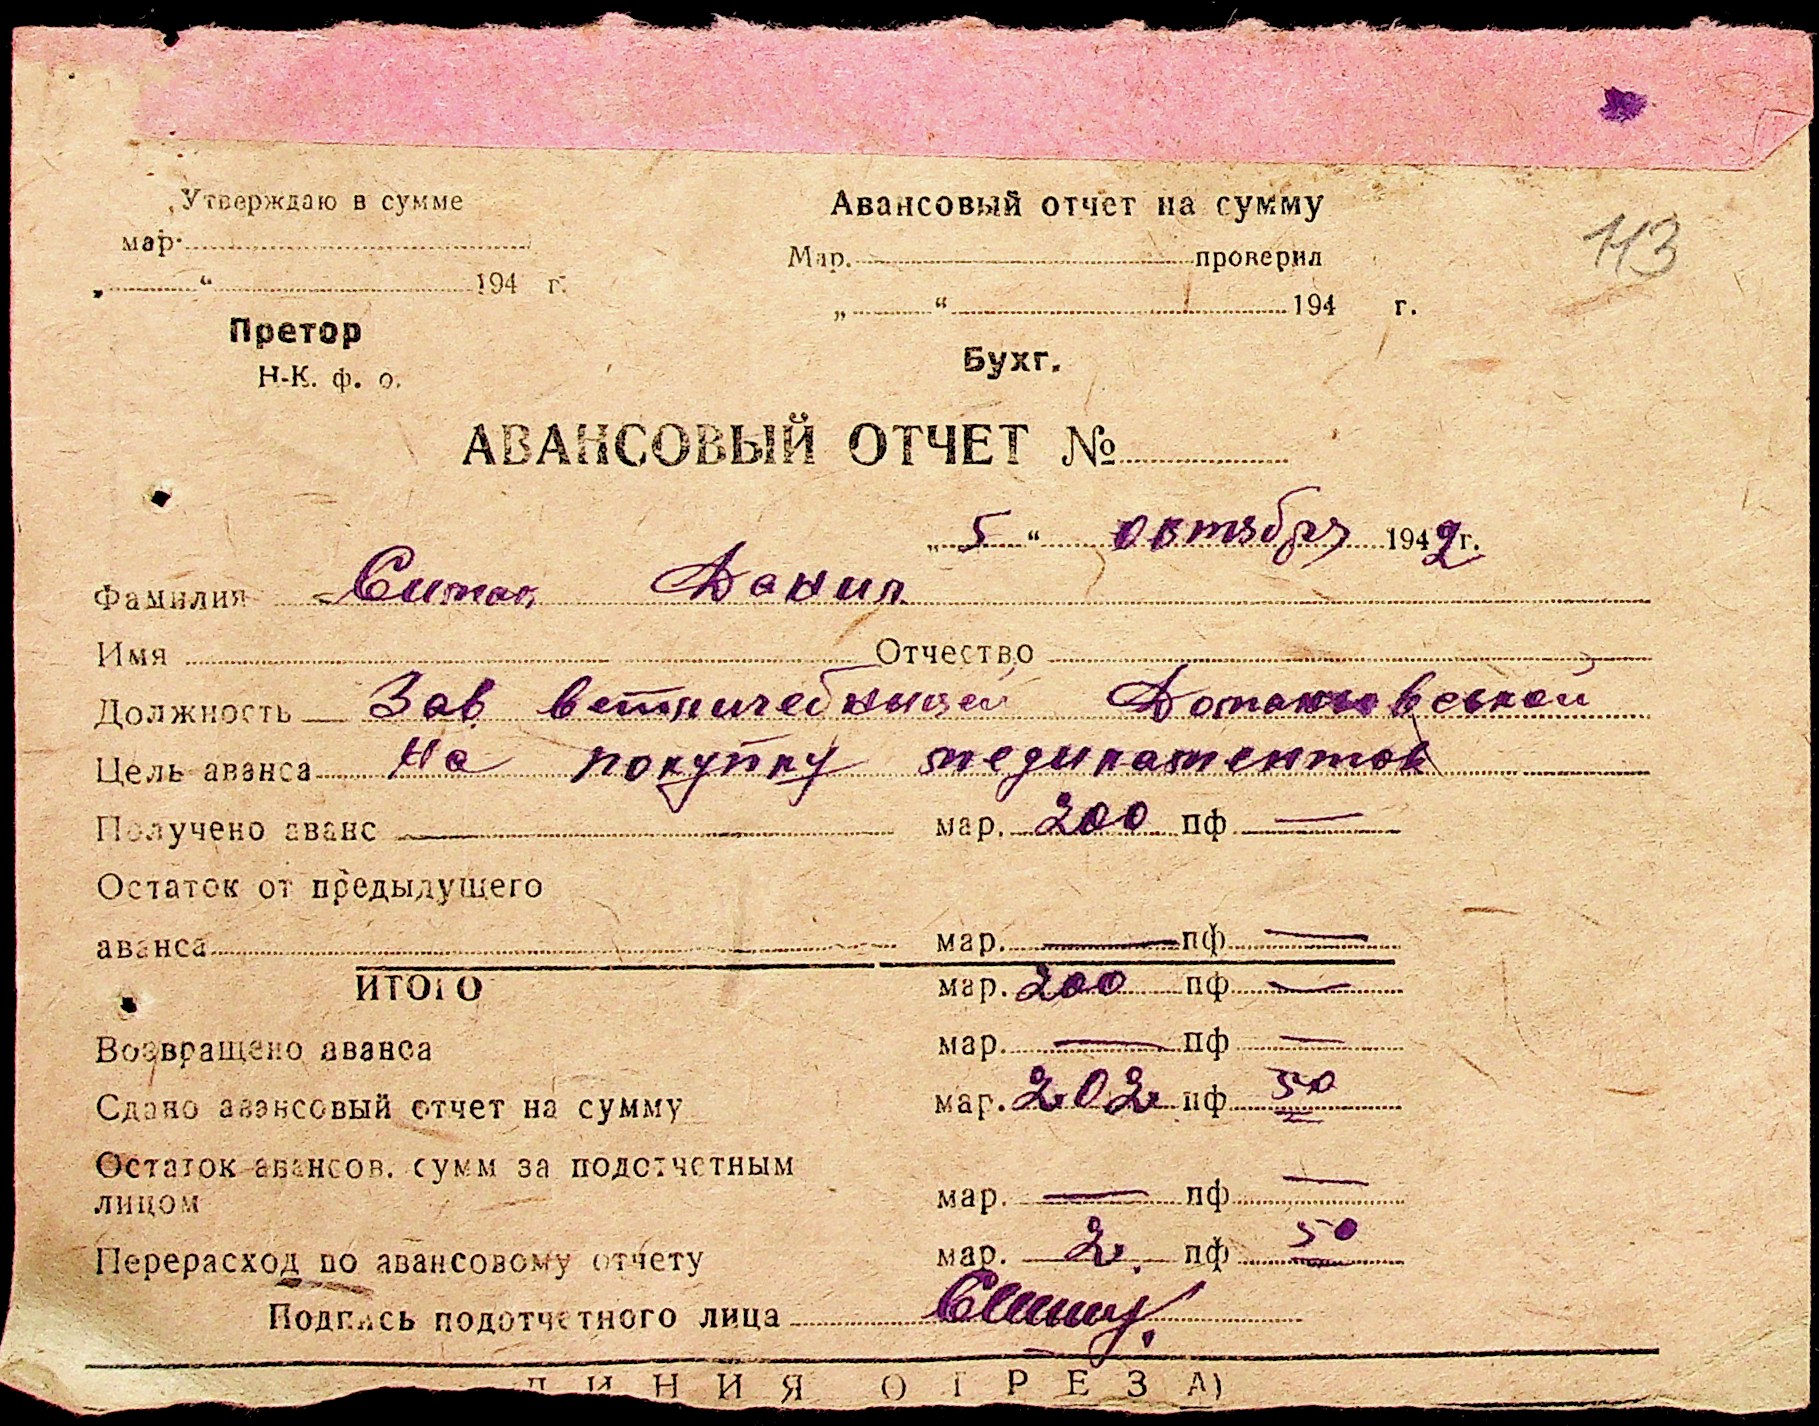 Утверждаю в сумме
мар.
„ “ 194 г.
Претор
Н-К. ф. о.
Авансовый отчет на сумму
Мар. проверил
„ “ 194 г.
Бухг.
113
АВАНСОВЫЙ ОТЧЕТ №
„ 5 “ октября 1942 г.
Фамилия Ситак Данил
Имя Отчество
Должность Зав ветличебницей
Цель аванса На покупку медикаментов
Получено аванс мар. 200 пф —
Остаток от предыдущего
аванса мар. — пф —
ИТОГО мар. 200 пф —
Возвращено аванса мар. — пф —
Сдано авансовый отчет на сумму мар. 202 пф 50
Остаток авансов. сумм за подотчетным
лицом мар. — пф —
Перерасход по авансовому отчету мар. 2 пф 50
Подпись подотчетного лица
ЛИНИЯ ОТРЕЗА)